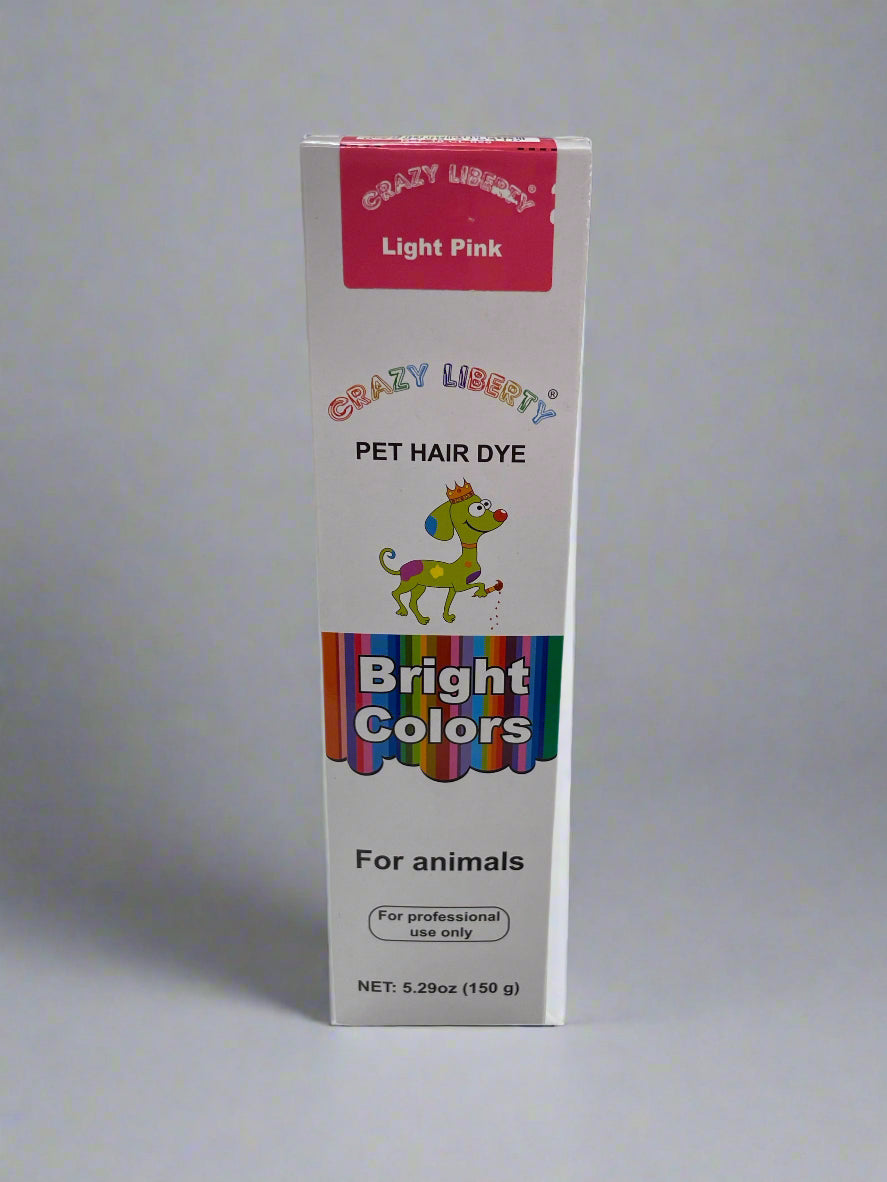 CRAZY LIBERTY®
Light Pink
CRAZY LIBERTY®
PET HAIR DYE
Bright
Colors
For animals
For professional
use only
NET: 5.29oz (150 g)